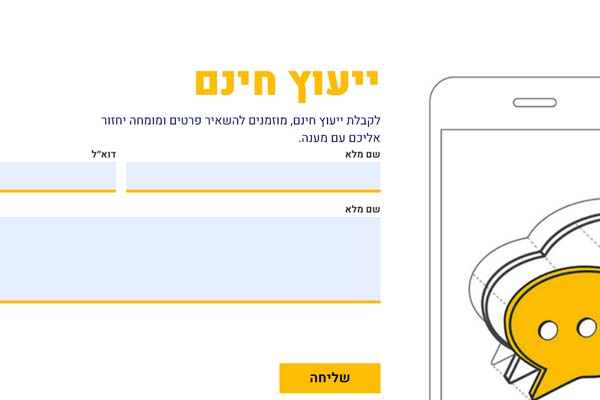 ייעוץ חינם
לקבלת ייעוץ חינם, מוזמנים להשאיר פרטים ומומחה יחזור
אליכם עם מענה.
שם מלא
דוא״ל
שם מלא
שליחה